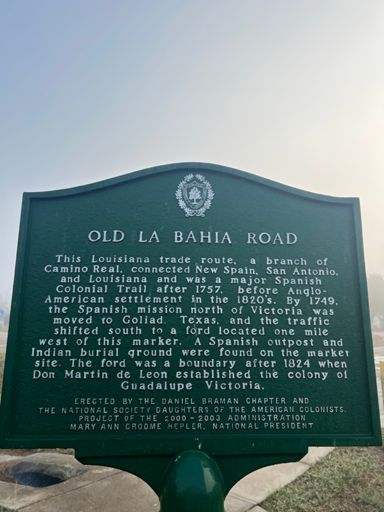 OLD LA BAHIA ROAD
This Louisiana trade route, a branch of
Camino Real, connected New Spain, San Antonio,
and Louisiana and was a major Spanish
Colonial Trail after 1757, before Anglo-
American settlement in the 1820's. By 1749,
the Spanish mission north of Victoria was
moved to Goliad, Texas, and the traffic
shifted south to a ford located one mile
west of this marker. A Spanish outpost and
Indian burial ground were found on the marker
site. The ford was a boundary after 1824 when
Don Martin de Leon established the colony of
Guadalupe Victoria.
ERECTED BY THE DANIEL BRAMAN CHAPTER AND
THE NATIONAL SOCIETY DAUGHTERS OF THE AMERICAN COLONISTS.
PROJECT OF THE 2000-2003 ADMINISTRATION
MARY ANN GROOME HEPLER, NATIONAL PRESIDENT